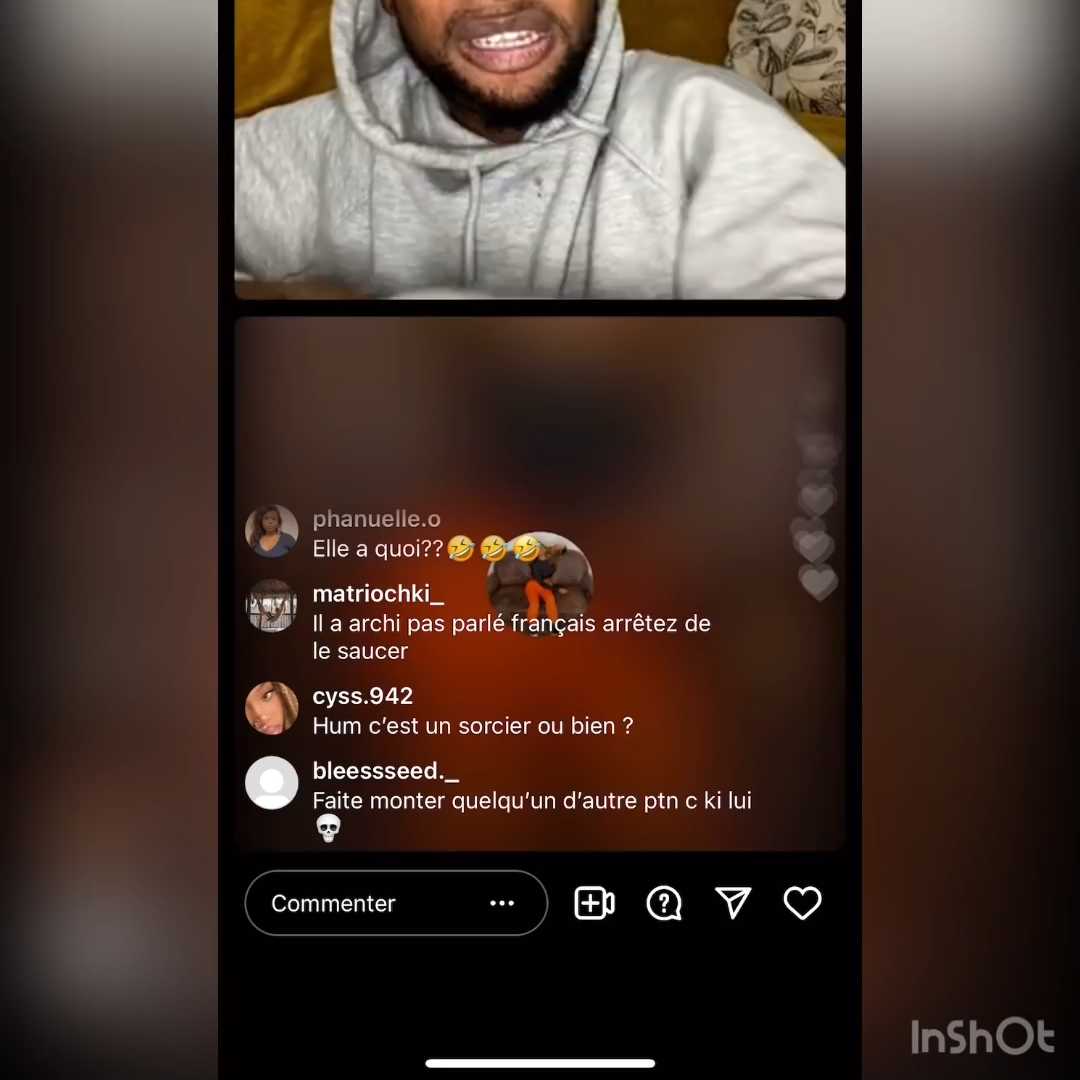 phanuelle.o
Elle a quoi??🤣🤣🤣
matriochki_
Il a archi pas parlé français arrêtez de
le saucer
cyss.942
Hum c’est un sorcier ou bien ?
bleessseed._
Faite monter quelqu’un d’autre ptn c ki lui
💀
Commenter
InShOt